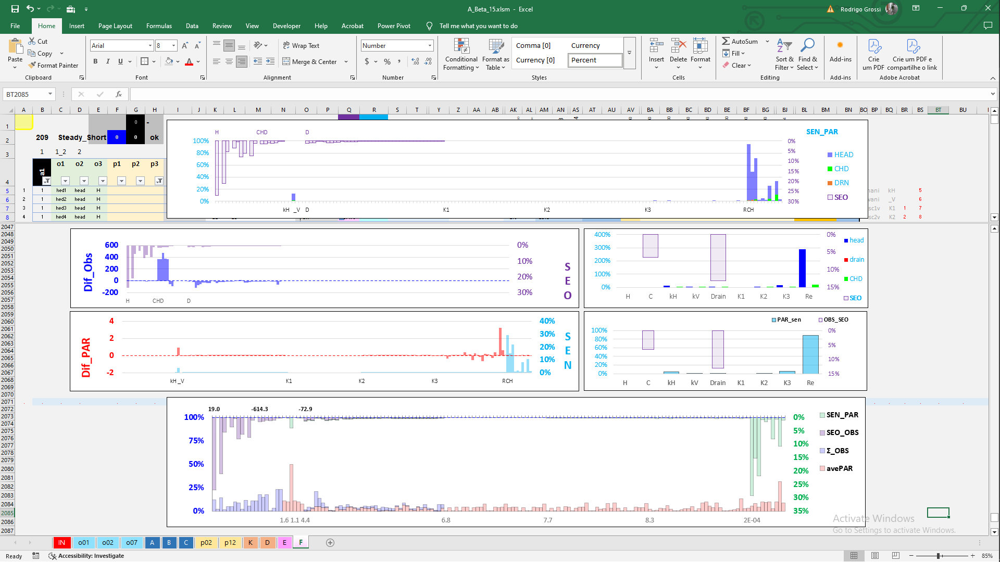 A_Beta_15.xlsm - Excel
Rodrigo Grossi
File Home Insert Page Layout Formulas Data Review View Developer Help Acrobat Power Pivot Tell me what you want to do
Paste
Cut
Copy
Format Painter
Clipboard
Arial 8
B I U
Font
Wrap Text
Merge & Center
Alignment
Number
$ % ,
Number
Conditional Formatting
Format as Table
Comma [0] Currency
Currency [0] Percent
Styles
Insert Delete Format
Cells
AutoSum
Fill
Clear
Sort & Filter
Find & Select
Editing
Add-ins
Add-ins
Crie um PDF
Crie um PDF e compartilhe o link
Adobe Acrobat
BT2085
fx
A B C D E F G H I J K L M N O P Q R S T Y Z AA AB AK AL AM AN AS AT AU AV BA BB BC BD BE BF BG BJ BL BM BN BO BP BQ BR BS BT BU
1 0 -
2 209 Steady_Short 0 0 ok
3 1 1_2 2
4 a1 o1 o2 o3 p1 p2 p3
5 1 1 hed1 head H
6 2 1 hed2 head H
7 3 1 hed3 head H
8 4 1 hed4 head H
nani kH 5
vani _V 6
sc1v K1 1 7
sc2v K2 2 8
H CHD D SEN_PAR
100% 80% 60% 40% 20% 0%
0% 5% 10% 15% 20% 25% 30%
HEAD
CHD
DRN
SEO
kH _V D K1 K2 K3 RCH
2047
2048
2049
2050
2051
2052
2053
2054
2055
2056
2057
2058
2059
2060
2061
2062
2063
2064
2065
2066
2067
2068
2069
2070
2071
2072
2073
2074
2075
2076
2077
2078
2079
2080
2081
2082
2083
2084
2085
2086
2087
Dif_Obs
600 400 200 0 -200
0% 10% 20% 30%
S E O
H CHD D
400% 300% 200% 100% 0%
0% 5% 10% 15%
head
drain
CHD
SEO
H C kH kV Drain K1 K2 K3 Re
Dif_PAR
4 2 0 -2
40% 30% 20% 10% 0%
S E N
kH _V K1 K2 K3 RCH
PAR_sen OBS_SEO
100% 80% 60% 40% 20% 0%
0% 5% 10% 15%
H C kH kV Drain K1 K2 K3 Re
19.0 -614.3 -72.9
100% 75% 50% 25% 0%
0% 5% 10% 15% 20% 25% 30% 35%
SEN_PAR
SEO_OBS
Σ_OBS
avePAR
1.6 1.1 4.4 6.8 7.7 8.3 2E-04
Activate Windows
Go to Settings to activate Windows.
IN o01 o02 o07 A B C p02 p12 K D E F
Ready Accessibility: Investigate 85%